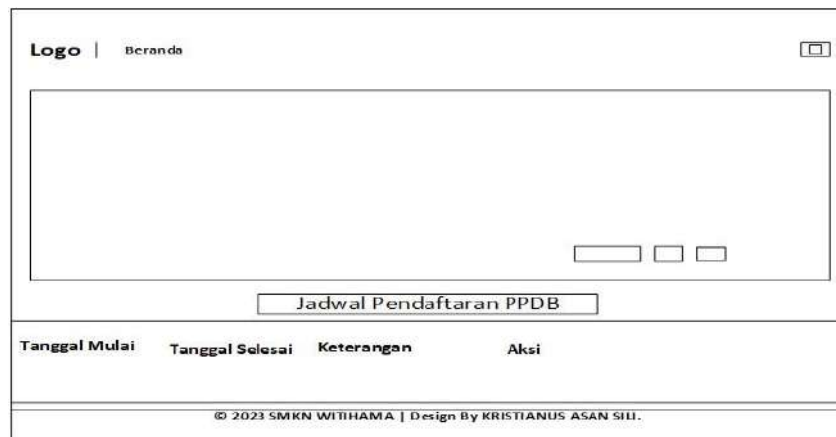 Logo | Beranda
Jadwal Pendaftaran PPDB
Tanggal Mulai Tanggal Selesai Keterangan Aksi
© 2023 SMKN WITIHAMA | Design By KRISTIANUS ASAN SILI.